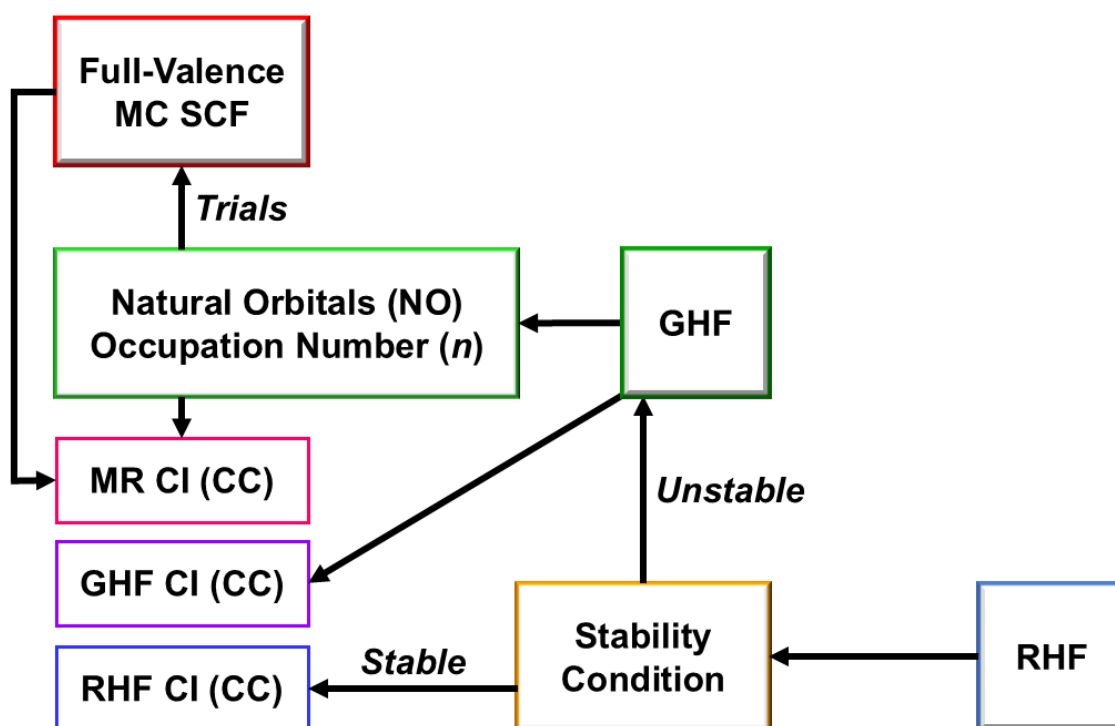 Full-Valence
MC SCF
Trials
Natural Orbitals (NO)
Occupation Number (n)
GHF
MR CI (CC)
Unstable
GHF CI (CC)
Stability
Condition
RHF
Stable
RHF CI (CC)